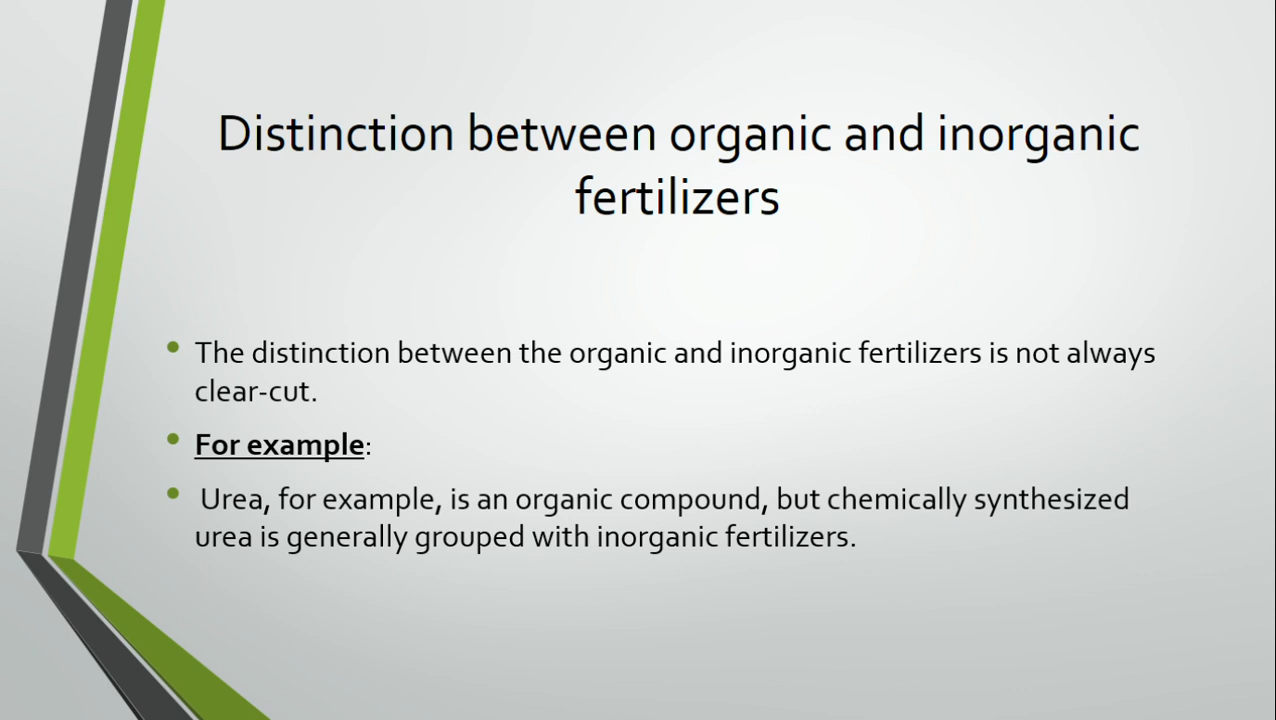 Distinction between organic and inorganic
fertilizers
• The distinction between the organic and inorganic fertilizers is not always
clear-cut.
• For example:
• Urea, for example, is an organic compound, but chemically synthesized
urea is generally grouped with inorganic fertilizers.